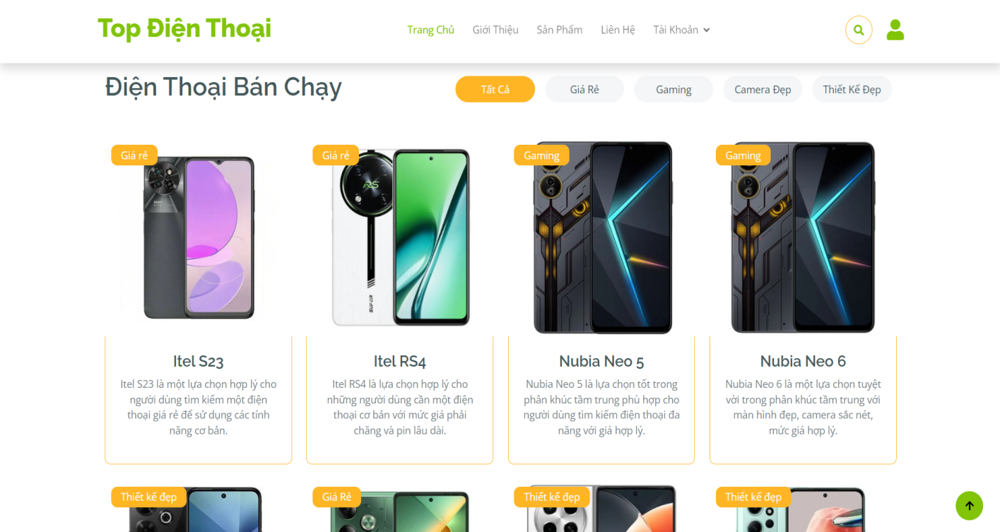 Top Điện Thoại
Trang Chủ
Giới Thiệu
Sản Phẩm
Liên Hệ
Tài Khoản
Điện Thoại Bán Chạy
Tất Cả
Giá Rẻ
Gaming
Camera Đẹp
Thiết Kế Đẹp
Giá rẻ
Giá rẻ
RS
SUPER
Gaming
Gaming
Itel S23
Itel S23 là một lựa chọn hợp lý cho
người dùng tìm kiếm một điện
thoại giá rẻ để sử dụng các tính
năng cơ bản.
Itel RS4
Itel RS4 là lựa chọn hợp lý cho
những người dùng cần một điện
thoại cơ bản với mức giá phải
chăng và pin lâu dài.
Nubia Neo 5
Nubia Neo 5 là lựa chọn tốt trong
phân khúc tầm trung phù hợp cho
người dùng tìm kiếm điện thoại đa
năng với giá hợp lý.
Nubia Neo 6
Nubia Neo 6 là một lựa chọn tuyệt
vời trong phân khúc tầm trung với
màn hình đẹp, camera sắc nét,
mức giá hợp lý.
Thiết kế đẹp
Giá Rẻ
Thiết kế đẹp
Thiết kế đẹp